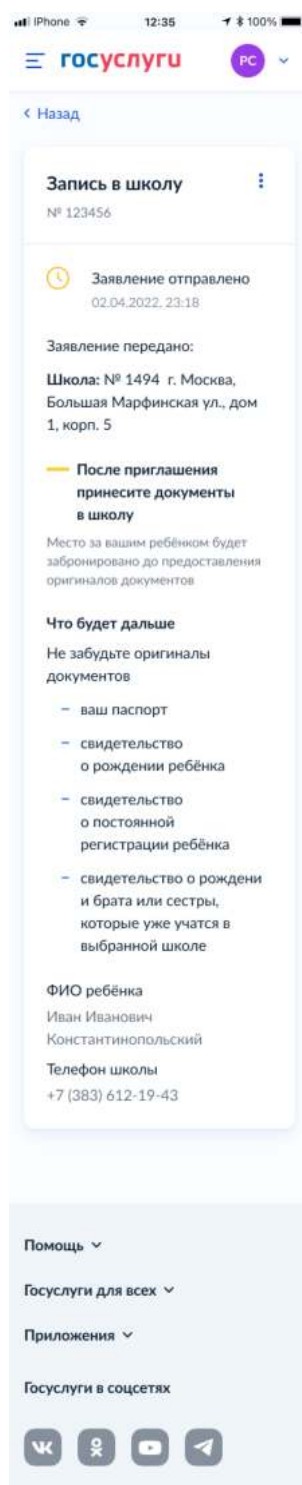 iPhone 12:35 100%
госуслуги РС
Назад
Запись в школу
№ 123456
Заявление отправлено
02.04.2022, 23:18
Заявление передано:
Школа: № 1494 г. Москва,
Большая Марфинская ул., дом
1, корп. 5
После приглашения
принесите документы
в школу
Место за вашим ребёнком будет
забронировано до предоставления
оригиналов документов
Что будет дальше
Не забудьте оригиналы
документов
– ваш паспорт
– свидетельство
о рождении ребёнка
– свидетельство
о постоянной
регистрации ребёнка
– свидетельство о рождени
и брата или сестры,
которые уже учатся в
выбранной школе
ФИО ребёнка
Иван Иванович
Константинопольский
Телефон школы
+7 (383) 612-19-43
Помощь
Госуслуги для всех
Приложения
Госуслуги в соцсетях